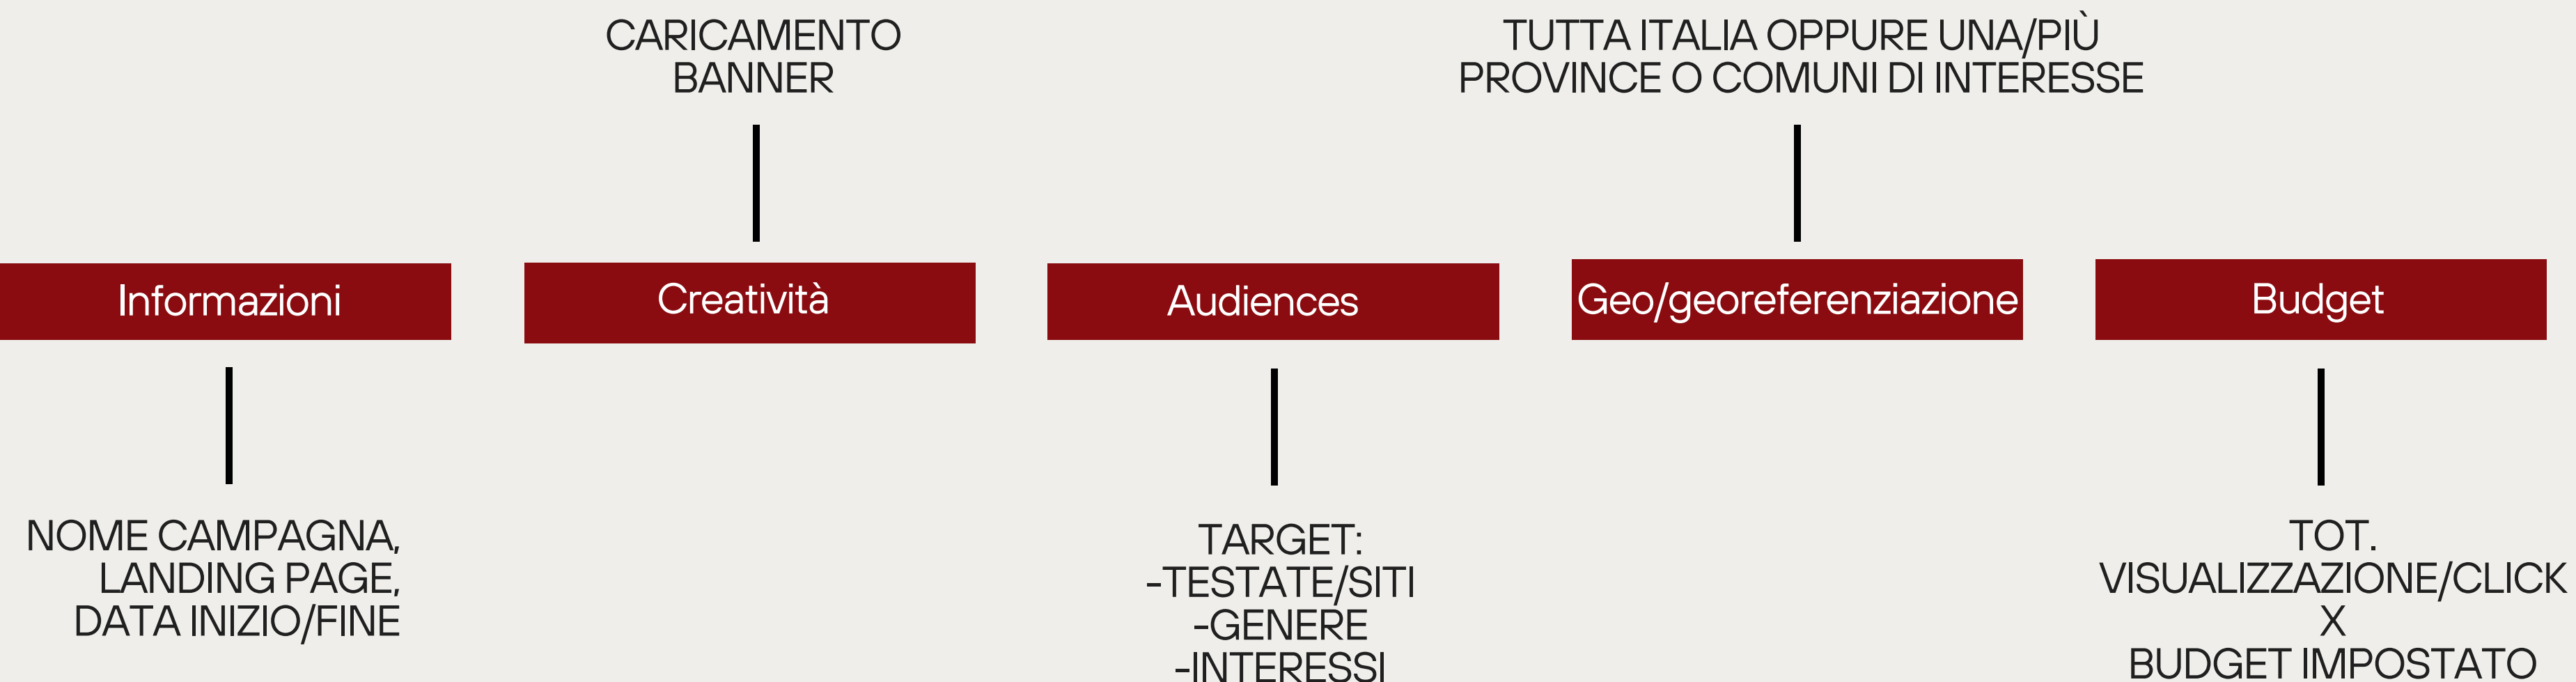 CARICAMENTO
BANNER
TUTTA ITALIA OPPURE UNA/PIÙ
PROVINCE O COMUNI DI INTERESSE
Informazioni
Creatività
Audiences
Geo/georeferenziazione
Budget
NOME CAMPAGNA,
LANDING PAGE,
DATA INIZIO/FINE
TARGET:
-TESTATE/SITI
-GENERE
-INTERESSI
TOT.
VISUALIZZAZIONE/CLICK
X
BUDGET IMPOSTATO